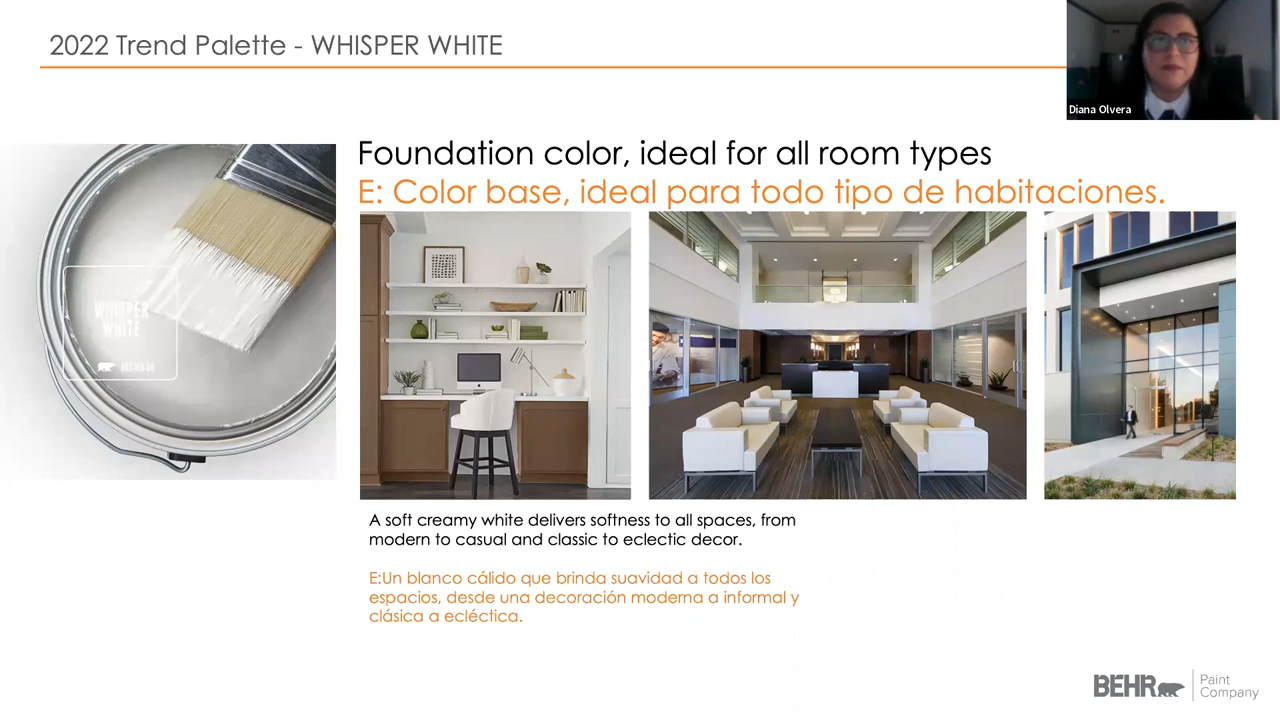 2022 Trend Palette - WHISPER WHITE
Diana Olvera
Foundation color, ideal for all room types
E: Color base, ideal para todo tipo de habitaciones.
WHISPER
WHITE
A soft creamy white delivers softness to all spaces, from
modern to casual and classic to eclectic decor.
E:Un blanco cálido que brinda suavidad a todos los
espacios, desde una decoración moderna a informal y
clásica a ecléctica.
BEHR
Paint
Company